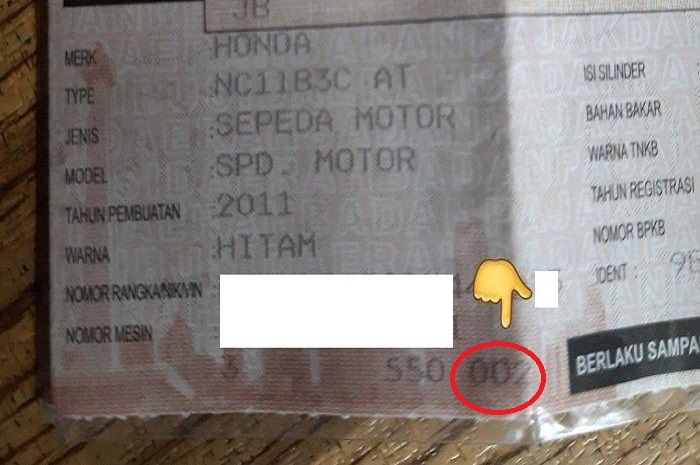 JB
MERK : HONDA
TYPE : NC11B3C AT
JENIS : SEPEDA MOTOR
MODEL : SPD. MOTOR
TAHUN PEMBUATAN : 2011
WARNA : HITAM
NOMOR RANGKA/NIK/VIN
NOMOR MESIN :
3 550 002
ISI SILINDER :
BAHAN BAKAR
WARNA TNKB
TAHUN REGISTRASI
NOMOR BPKB
IDENT :
BERLAKU SAMPA